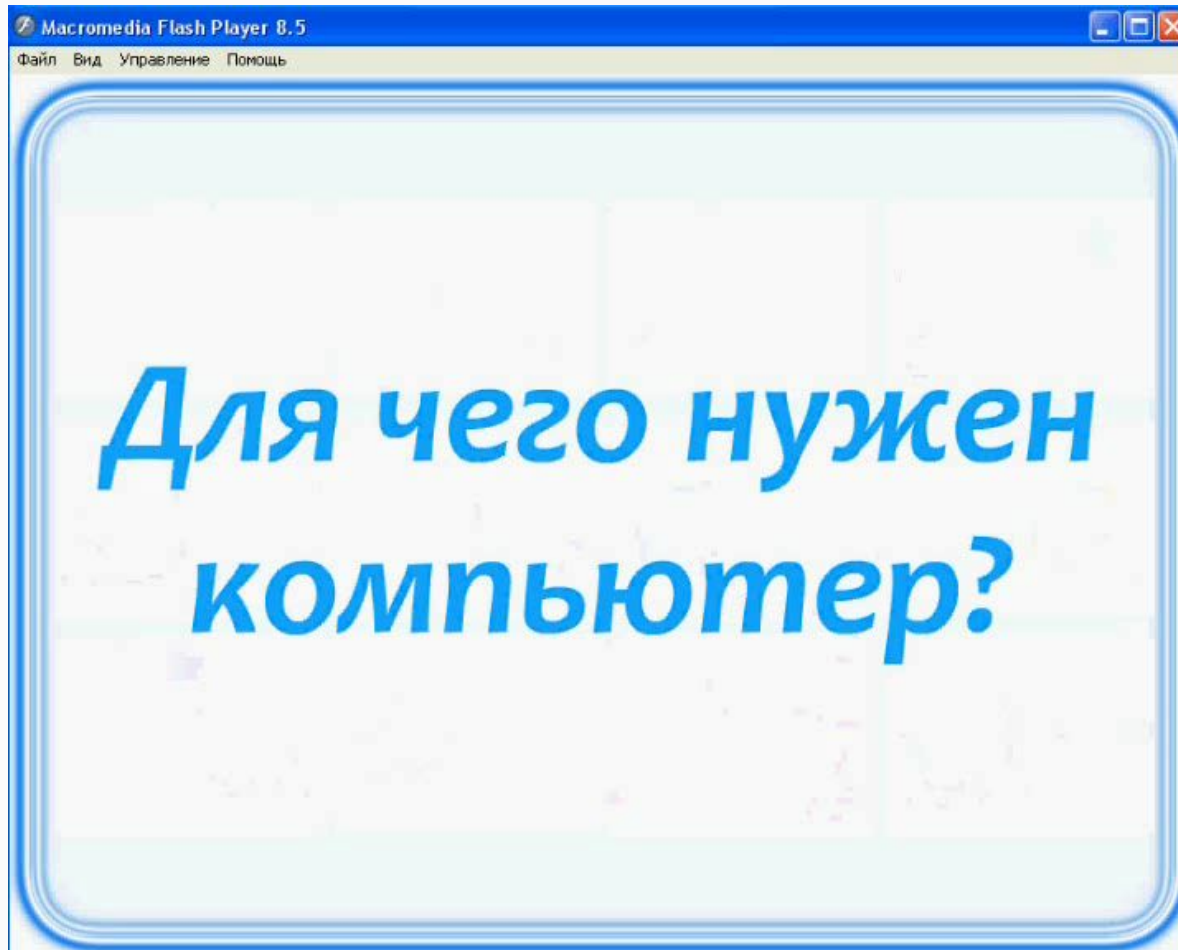 Macromedia Flash Player 8.5
Файл Вид Управление Помощь
Для чего нужен
компьютер?